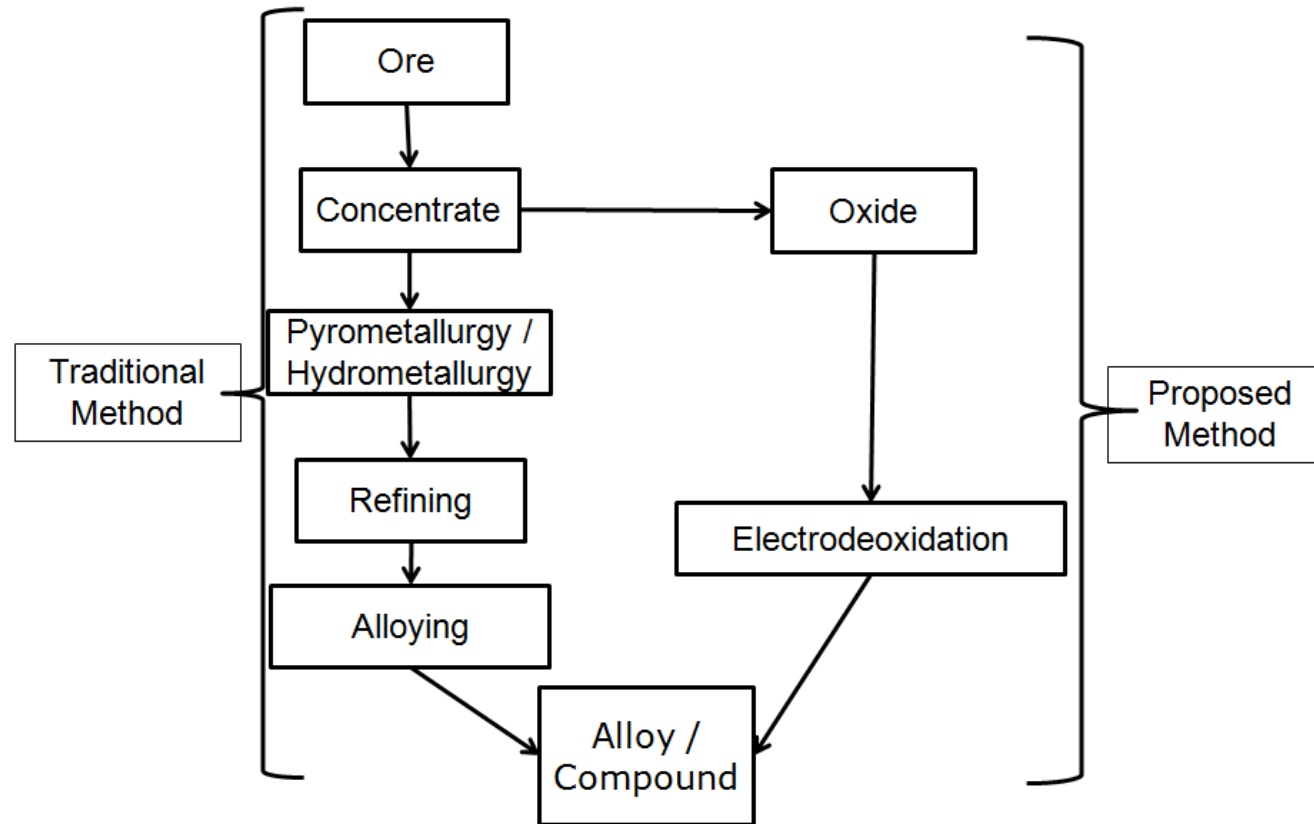 Ore
Concentrate
Oxide
Pyrometallurgy /
Hydrometallurgy
Traditional
Method
Proposed
Method
Refining
Electrodeoxidation
Alloying
Alloy /
Compound